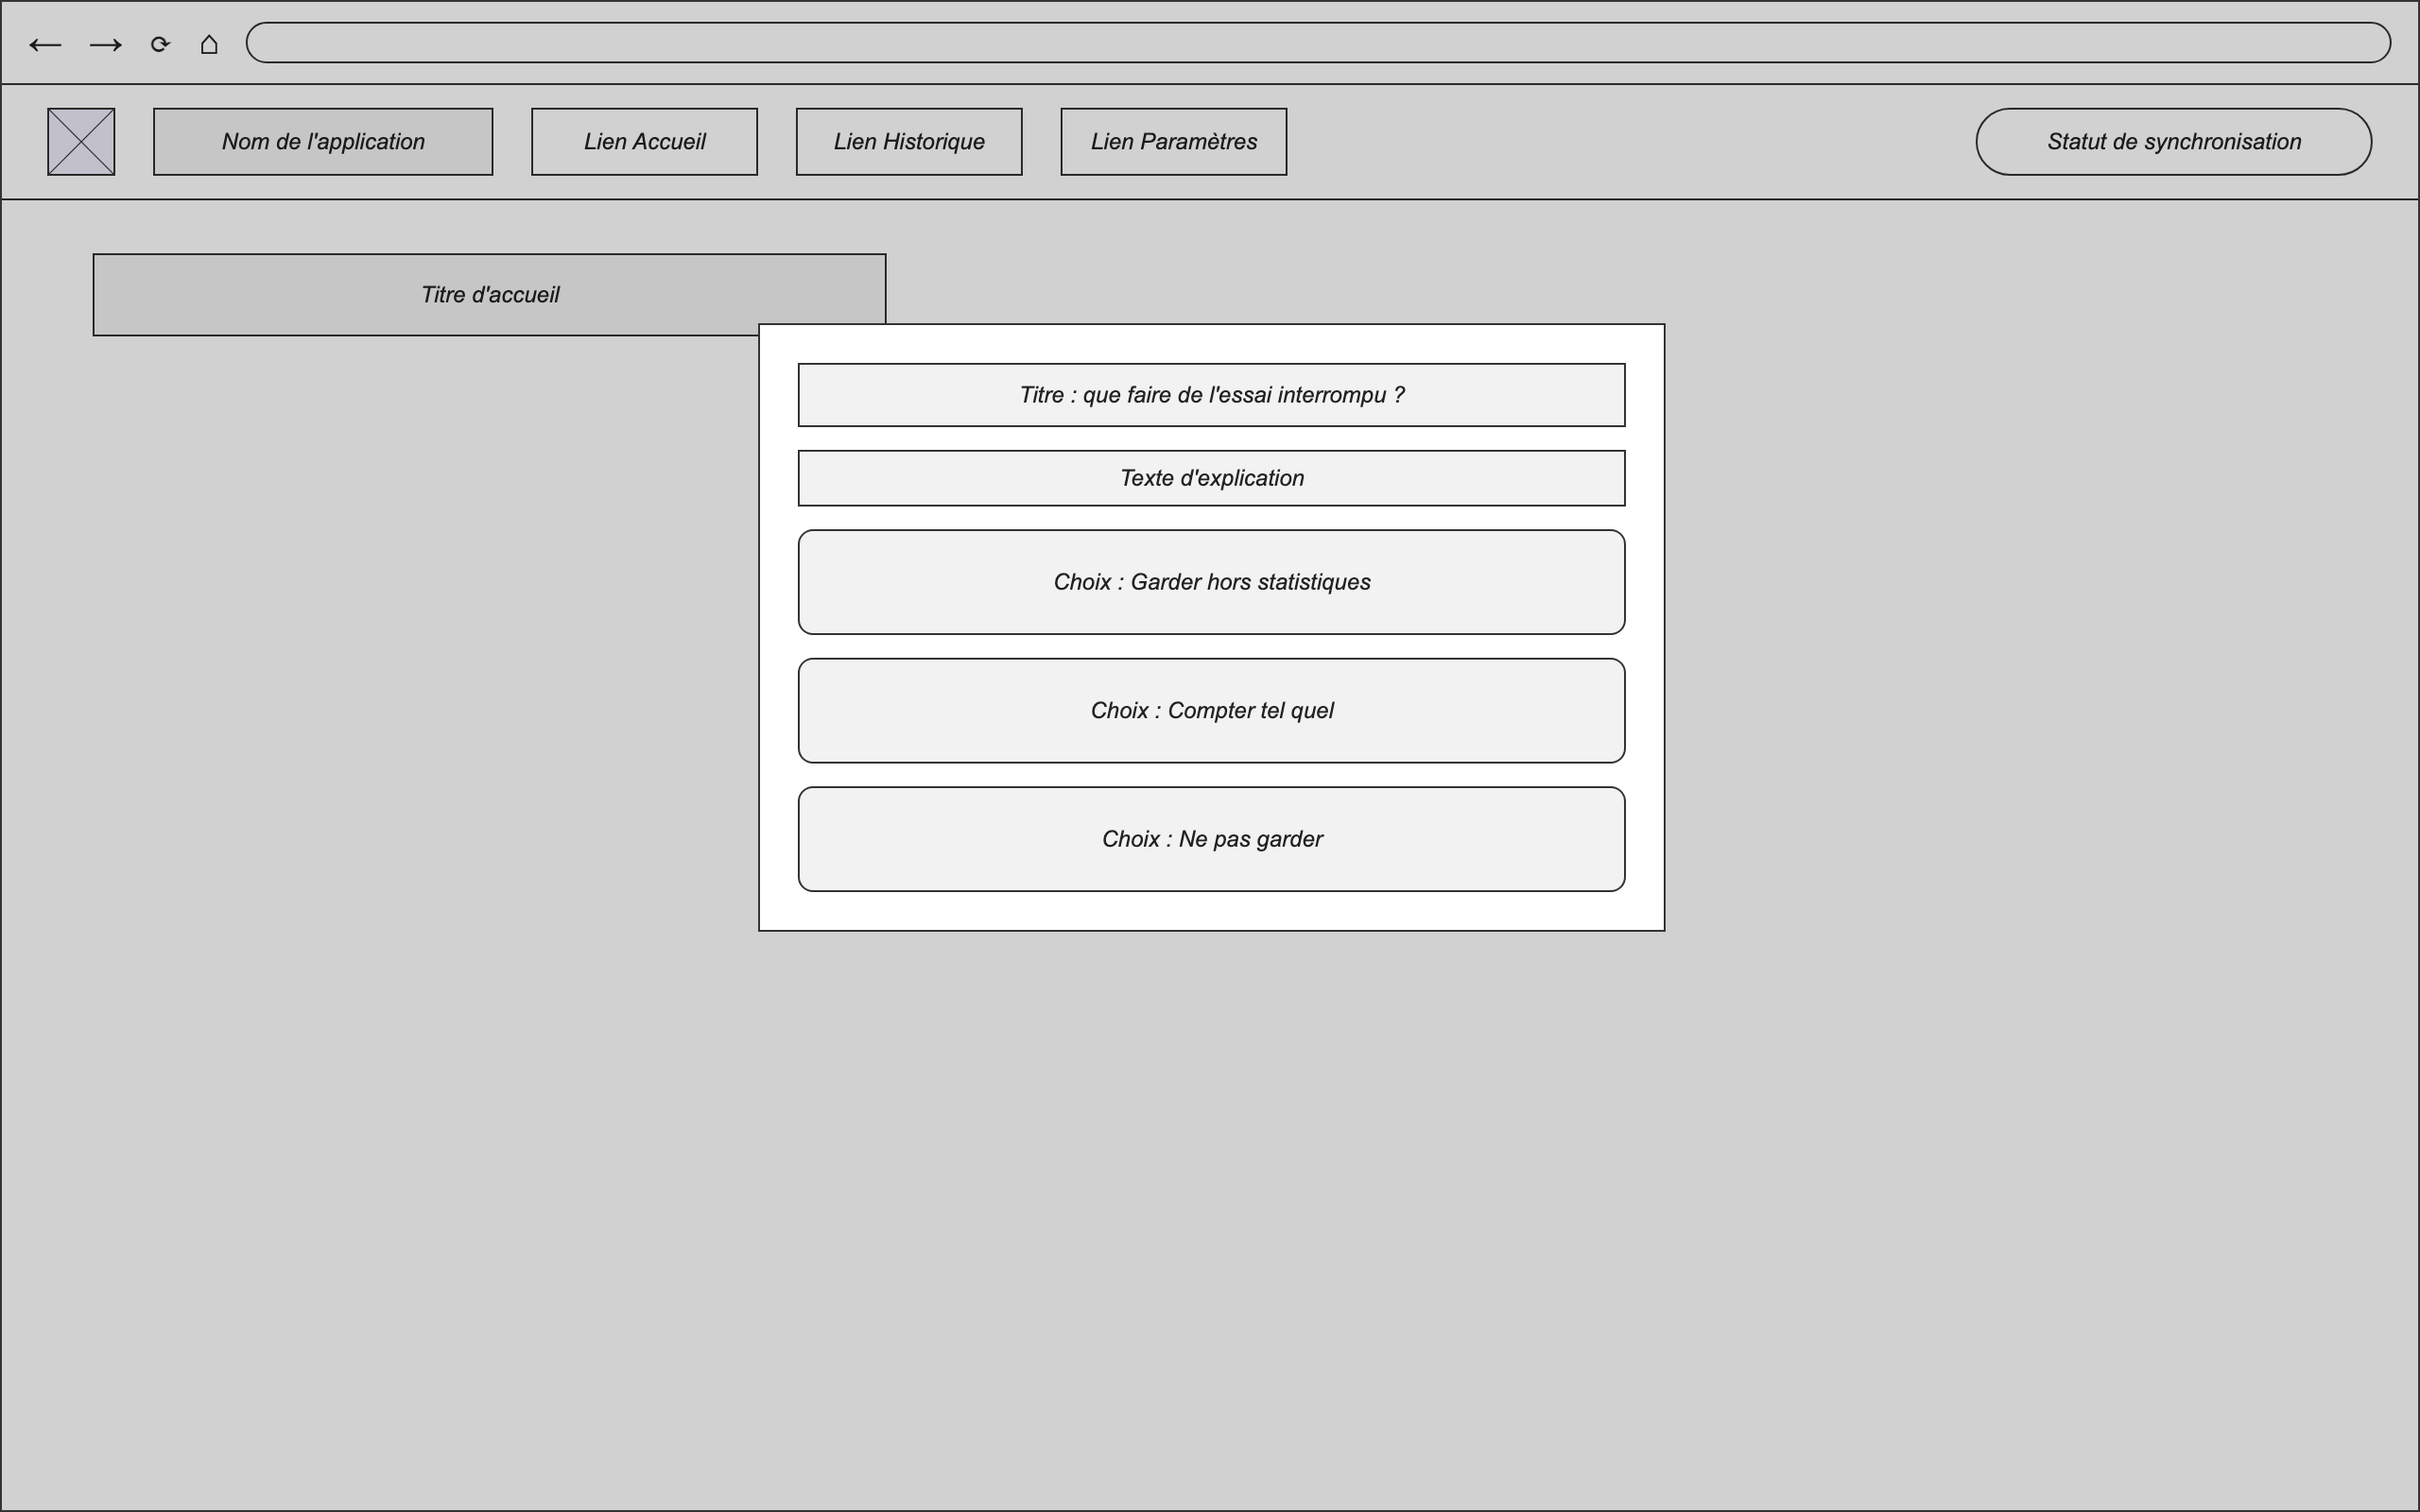 Nom de l'application
Lien Accueil
Lien Historique
Lien Paramètres
Statut de synchronisation
Titre d'accueil
Titre : que faire de l'essai interrompu ?
Texte d'explication
Choix : Garder hors statistiques
Choix : Compter tel quel
Choix : Ne pas garder